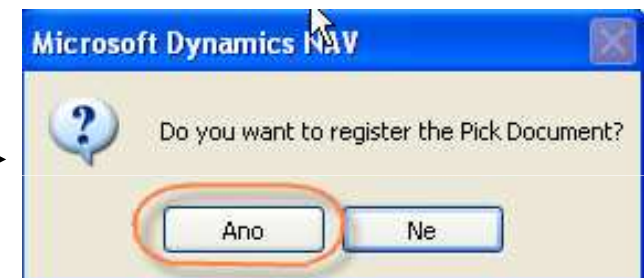 Microsoft Dynamics NAV
Do you want to register the Pick Document?
Ano
Ne